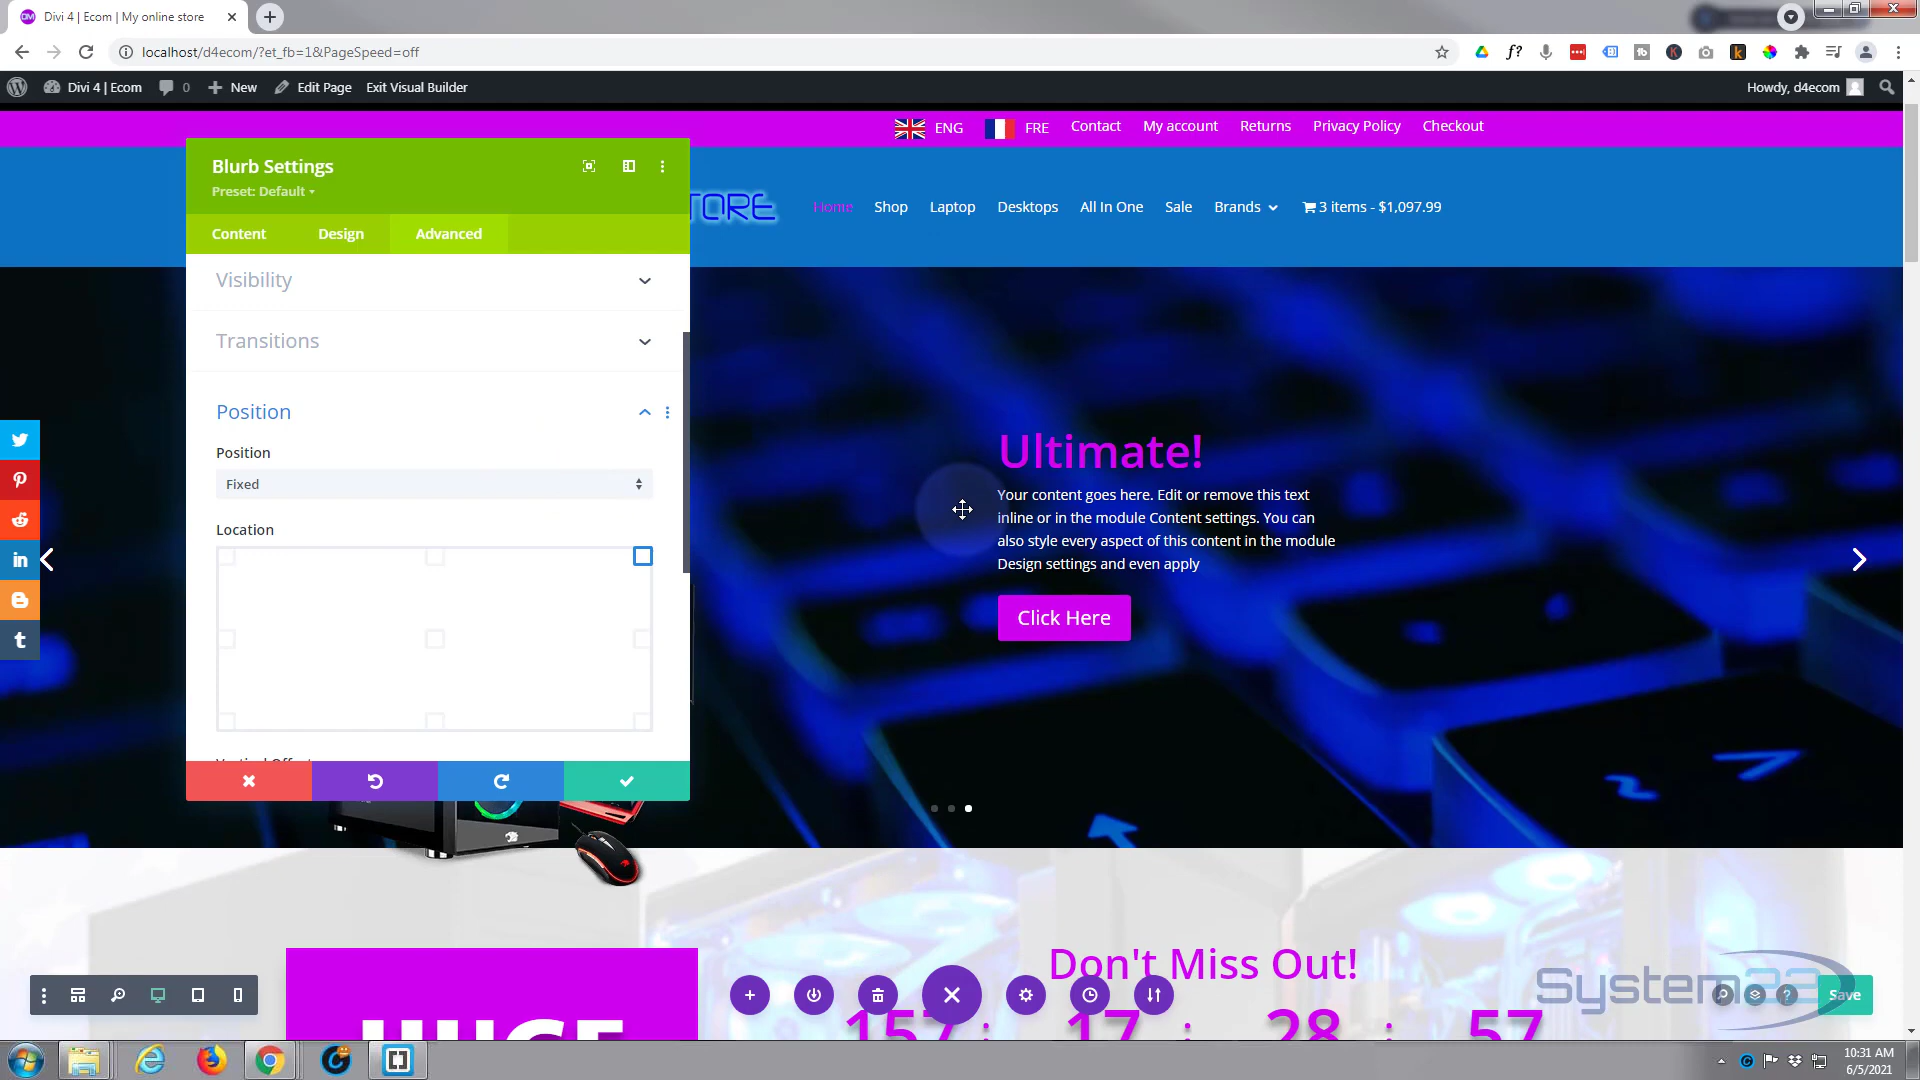 Divi 4 | Ecom | My online store
localhost/d4ecom/?et_fb=1&PageSpeed=off
Divi 4 | Ecom
0
New
Edit Page
Exit Visual Builder
Howdy, d4ecom
ENG
FRE
Contact
My account
Returns
Privacy Policy
Checkout
Blurb Settings
Preset: Default
TORE
Home
Shop
Laptop
Desktops
All In One
Sale
Brands
3 items - $1,097.99
Content
Design
Advanced
Visibility
Transitions
Position
Position
Fixed
Location
Ultimate!
Your content goes here. Edit or remove this text
inline or in the module Content settings. You can
also style every aspect of this content in the module
Design settings and even apply
Click Here
Don't Miss Out!
157 : 17 : 28 : 57
System22
Save
10:31 AM
6/5/2021